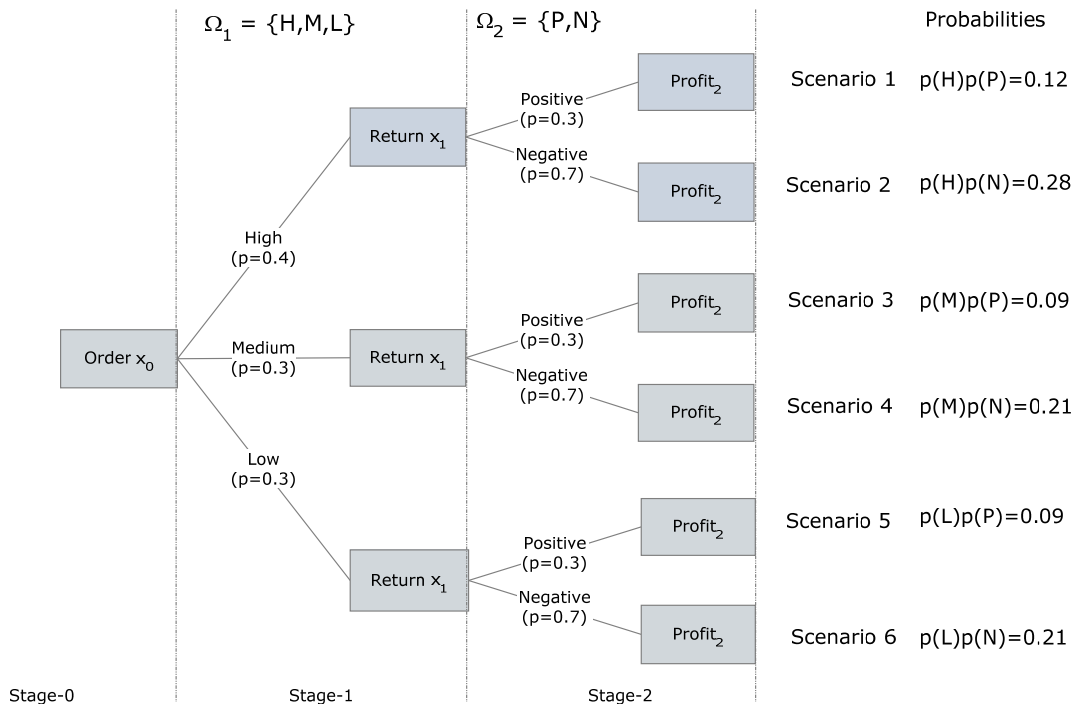 Ω₁ = {H,M,L}
Ω₂ = {P,N}
Probabilities
Order x₀
High
(p=0.4)
Medium
(p=0.3)
Low
(p=0.3)
Return x₁
Positive
(p=0.3)
Negative
(p=0.7)
Profit₂
Scenario 1
p(H)p(P)=0.12
Profit₂
Scenario 2
p(H)p(N)=0.28
Return x₁
Positive
(p=0.3)
Negative
(p=0.7)
Profit₂
Scenario 3
p(M)p(P)=0.09
Profit₂
Scenario 4
p(M)p(N)=0.21
Return x₁
Positive
(p=0.3)
Negative
(p=0.7)
Profit₂
Scenario 5
p(L)p(P)=0.09
Profit₂
Scenario 6
p(L)p(N)=0.21
Stage-0
Stage-1
Stage-2